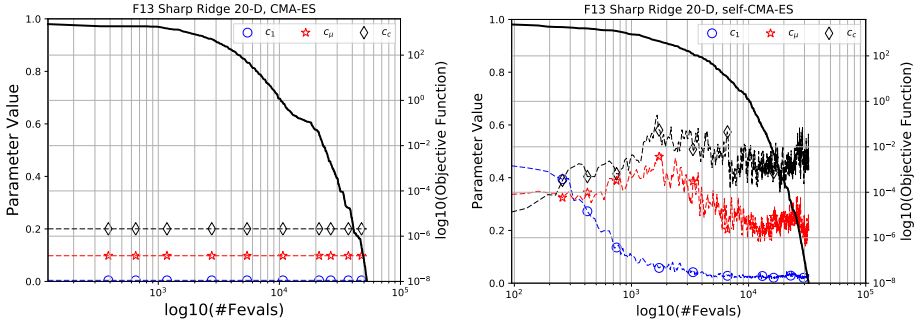 F13 Sharp Ridge 20-D, CMA-ES
c₁ cμ c_c
1.0
0.8
0.6
0.4
0.2
0.0
Parameter Value
10³ 10⁴ 10⁵
log10(#Fevals)
10²
10⁰
10⁻²
10⁻⁴
10⁻⁶
10⁻⁸
log10(Objective Function)
F13 Sharp Ridge 20-D, self-CMA-ES
c₁ cμ c_c
1.0
0.8
0.6
0.4
0.2
0.0
Parameter Value
10² 10³ 10⁴ 10⁵
log10(#Fevals)
10²
10⁰
10⁻²
10⁻⁴
10⁻⁶
10⁻⁸
log10(Objective Function)